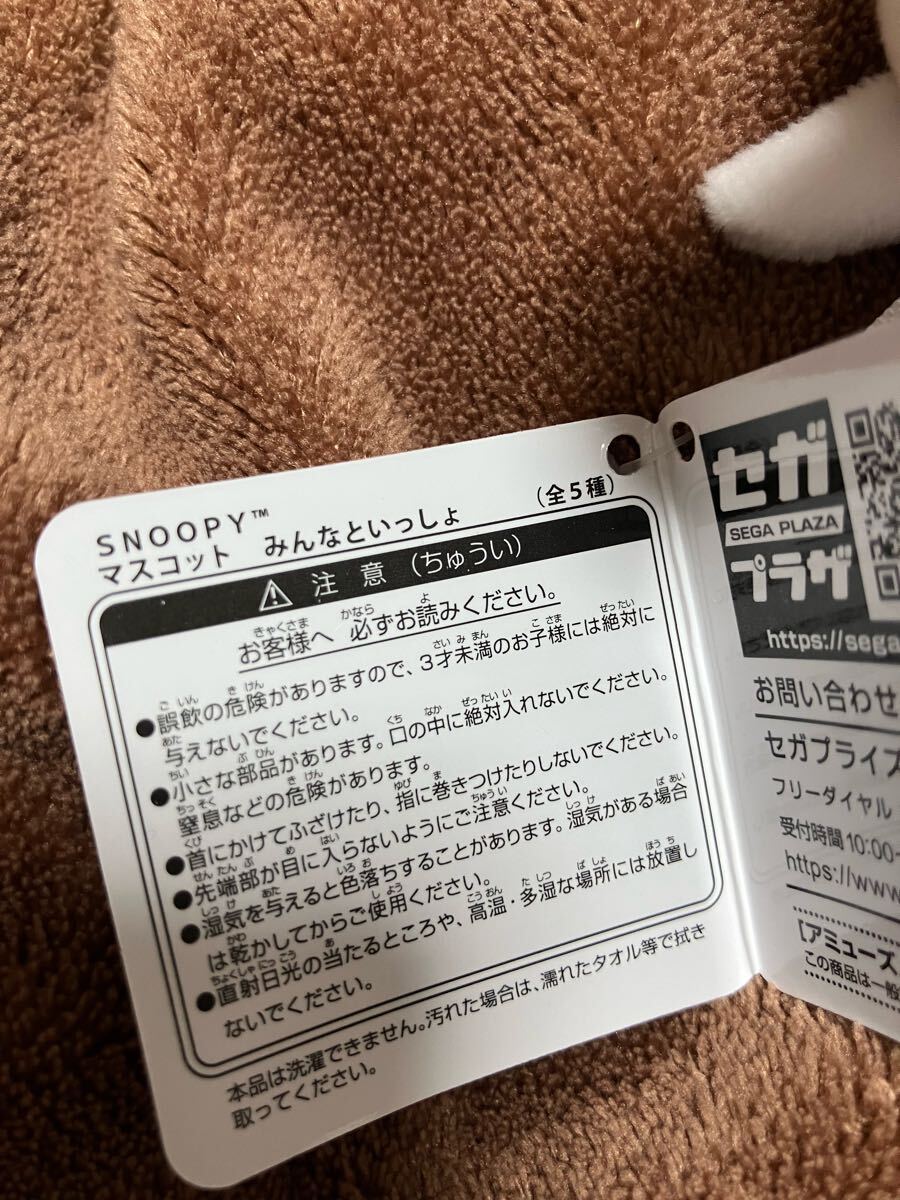 SNOOPY™
マスコット みんなといっしょ (全5種)
⚠ 注意(ちゅうい)
お客様へ 必ずお読みください。
●誤飲の危険がありますので、3才未満のお子様には絶対に
与えないでください。
●小さな部品があります。口の中に絶対入れないでください。
窒息などの危険があります。
●首にかけてふざけたり、指に巻きつけたりしないでください。
●先端部が目に入らないようにご注意ください。
●湿気を与えると色落ちすることがあります。湿気がある場合
は乾かしてからご使用ください。
●直射日光の当たるところや、高温・多湿な場所には放置し
ないでください。
本品は洗濯できません。汚れた場合は、濡れたタオル等で拭き
取ってください。
セガ
SEGA PLAZA
プラザ
https://sega
お問い合わせ
セガプライズ
フリーダイヤル
受付時間10:00-
https://www
【アミューズ
この商品は一般